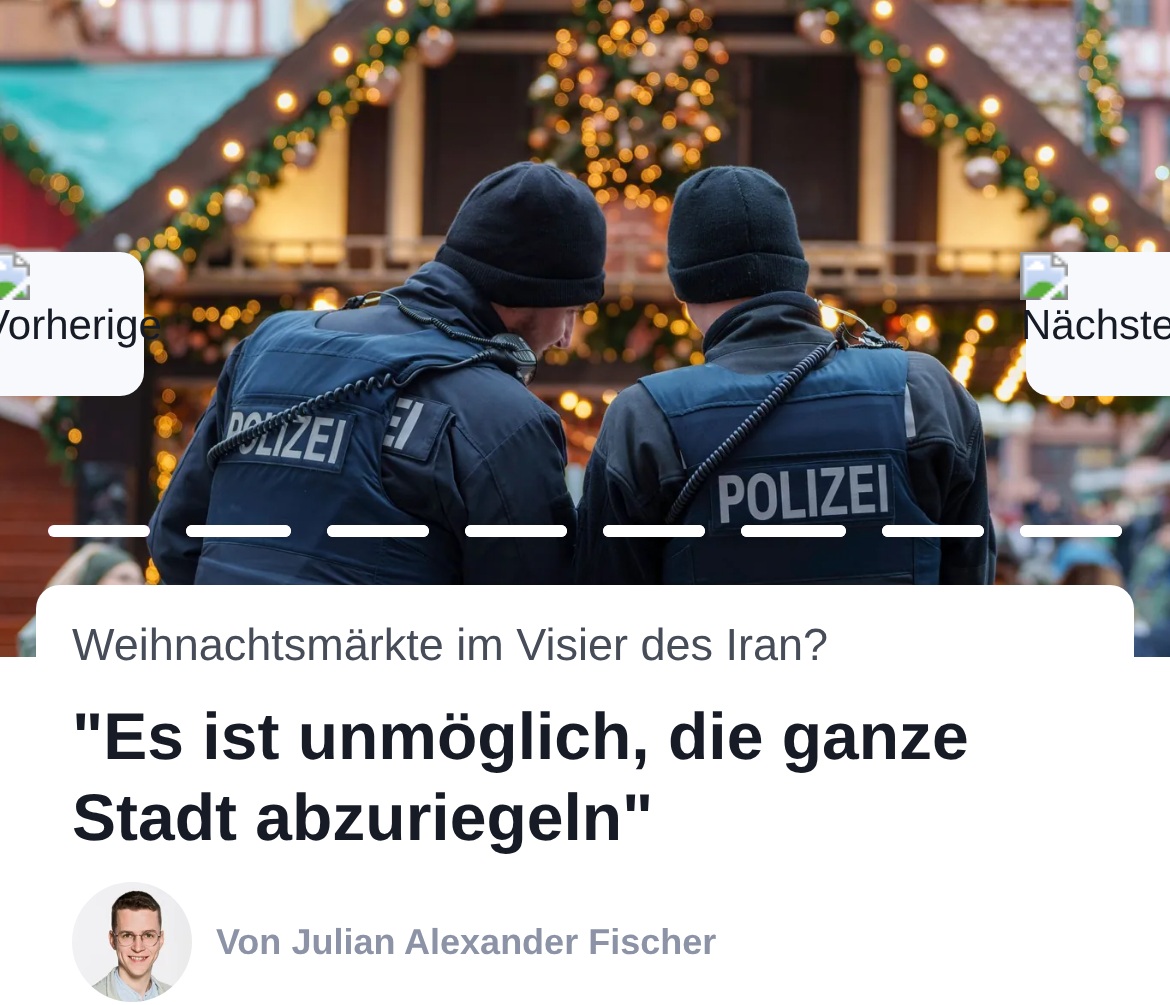 Vorherige
Nächste
POLIZEI
EI
POLIZEI
Weihnachtsmärkte im Visier des Iran?
"Es ist unmöglich, die ganze
Stadt abzuriegeln"
Von Julian Alexander Fischer